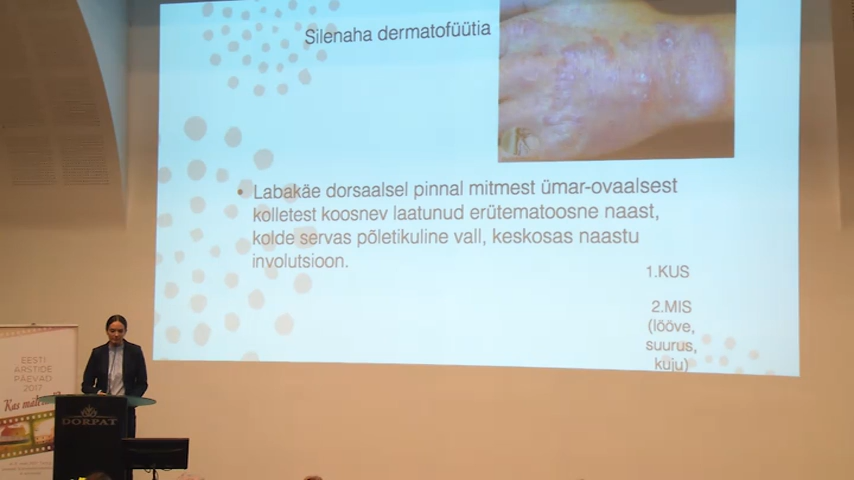 Silenaha dermatofüütia
• Labakäe dorsaalsel pinnal mitmest ümar-ovaalsest
kolletest koosnev laatunud erütematoosne naast,
kolde servas põletikuline vall, keskosas naastu
involutsioon.
1.KUS
2.MIS
(lööve,
suurus,
kuju)
EESTI
ARSTIDE
PÄEVAD
2017
Kas
DORPAT